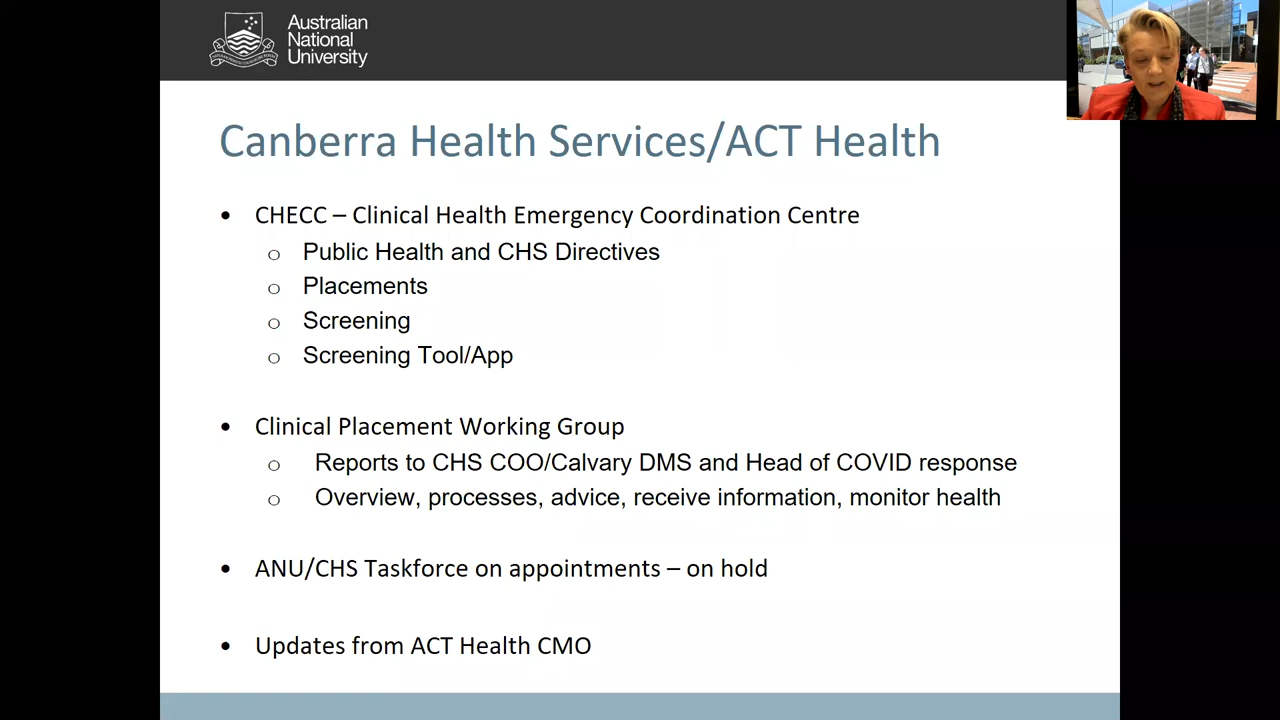 Australian
National
University
Canberra Health Services/ACT Health
• CHECC – Clinical Health Emergency Coordination Centre
o Public Health and CHS Directives
o Placements
o Screening
o Screening Tool/App
• Clinical Placement Working Group
o Reports to CHS COO/Calvary DMS and Head of COVID response
o Overview, processes, advice, receive information, monitor health
• ANU/CHS Taskforce on appointments – on hold
• Updates from ACT Health CMO